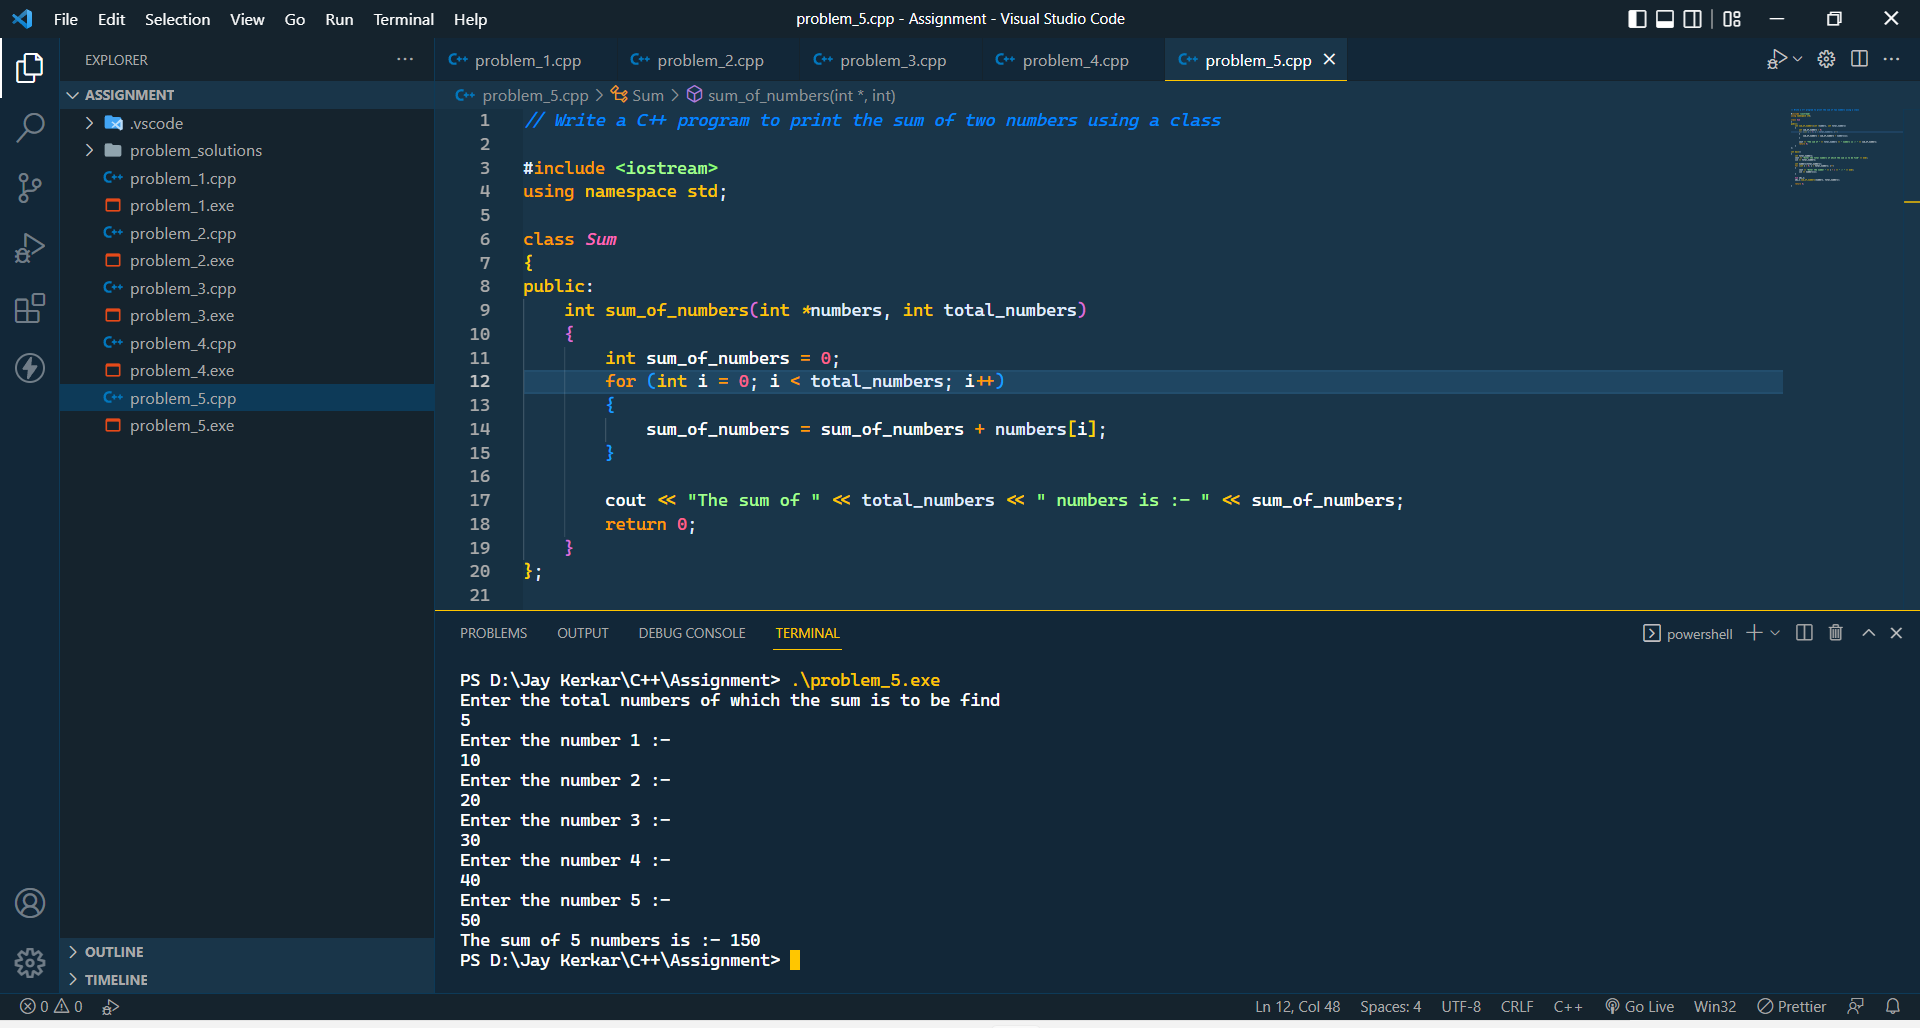 File Edit Selection View Go Run Terminal Help
problem_5.cpp - Assignment - Visual Studio Code
EXPLORER
ASSIGNMENT
.vscode
problem_solutions
problem_1.cpp
problem_1.exe
problem_2.cpp
problem_2.exe
problem_3.cpp
problem_3.exe
problem_4.cpp
problem_4.exe
problem_5.cpp
problem_5.exe
OUTLINE
TIMELINE
problem_1.cpp problem_2.cpp problem_3.cpp problem_4.cpp problem_5.cpp
problem_5.cpp > Sum > sum_of_numbers(int *, int)
1 // Write a C++ program to print the sum of two numbers using a class
2
3 #include <iostream>
4 using namespace std;
5
6 class Sum
7 {
8 public:
9     int sum_of_numbers(int *numbers, int total_numbers)
10     {
11         int sum_of_numbers = 0;
12         for (int i = 0; i < total_numbers; i++)
13         {
14             sum_of_numbers = sum_of_numbers + numbers[i];
15         }
16
17         cout << "The sum of " << total_numbers << " numbers is :- " << sum_of_numbers;
18         return 0;
19     }
20 };
21
PROBLEMS OUTPUT DEBUG CONSOLE TERMINAL
powershell
PS D:\Jay Kerkar\C++\Assignment> .\problem_5.exe
Enter the total numbers of which the sum is to be find
5
Enter the number 1 :-
10
Enter the number 2 :-
20
Enter the number 3 :-
30
Enter the number 4 :-
40
Enter the number 5 :-
50
The sum of 5 numbers is :- 150
PS D:\Jay Kerkar\C++\Assignment>
0 0
Ln 12, Col 48 Spaces: 4 UTF-8 CRLF C++ Go Live Win32 Prettier